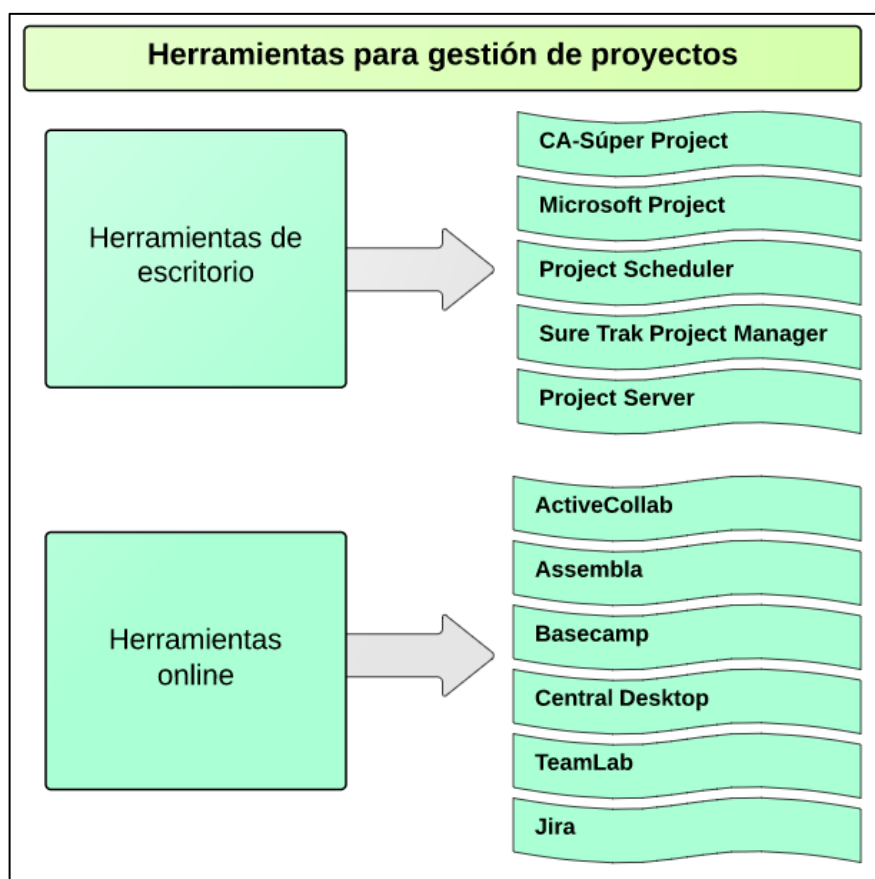 Herramientas para gestión de proyectos
Herramientas de
escritorio
CA-Súper Project
Microsoft Project
Project Scheduler
Sure Trak Project Manager
Project Server
Herramientas
online
ActiveCollab
Assembla
Basecamp
Central Desktop
TeamLab
Jira